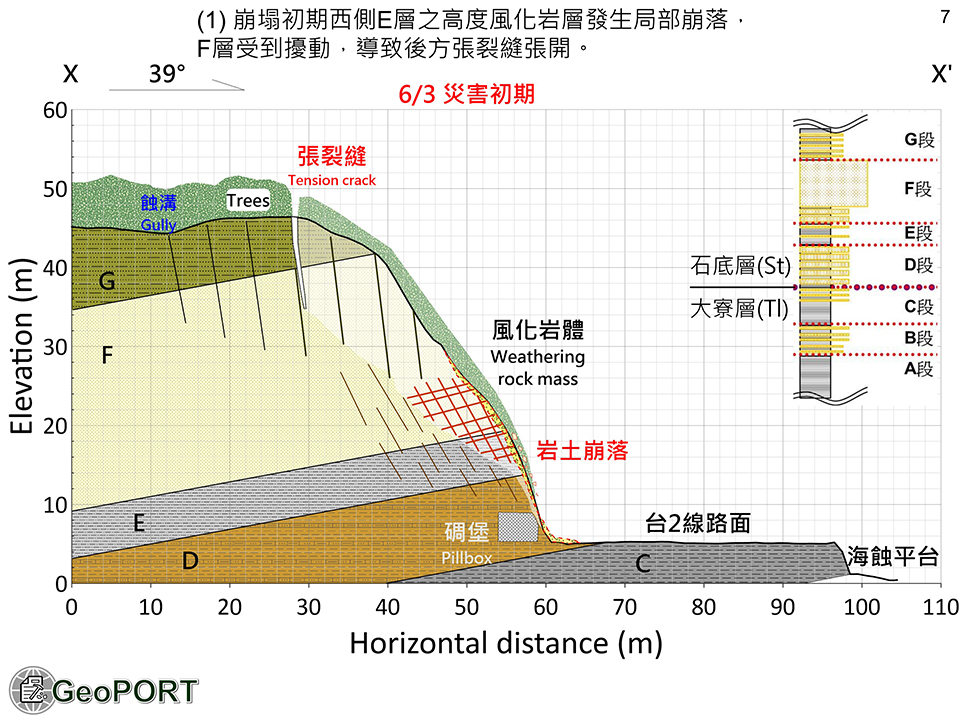 (1) 崩塌初期西側E層之高度風化岩層發生局部崩落，
F層受到擾動，導致後方張裂縫張開。
7
X
39°
X'
6/3 災害初期
張裂縫
Tension crack
蝕溝
Gully
Trees
G
F
E
D
C
風化岩體
Weathering
rock mass
岩土崩落
碉堡
Pillbox
台2線路面
海蝕平台
G段
F段
E段
D段
石底層(St)
大寮層(Tl)
C段
B段
A段
Elevation (m)
60
50
40
30
20
10
0
0 10 20 30 40 50 60 70 80 90 100 110
Horizontal distance (m)
GeoPORT